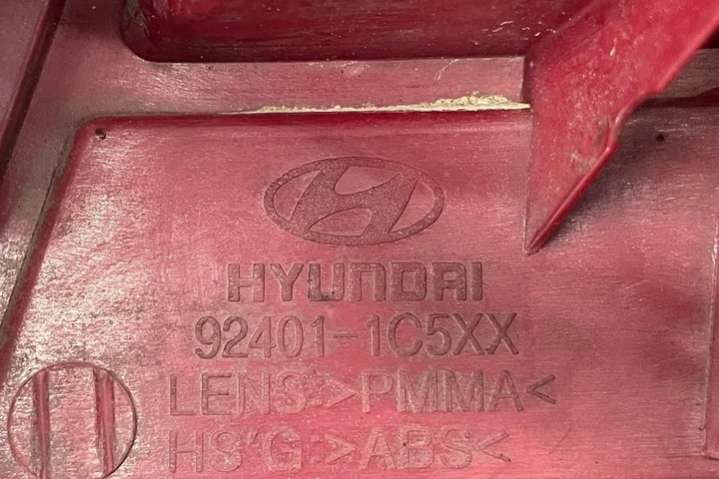 HYUNDAI
92401-1C5XX
LENS >PMMA<
HS'G >ABS<